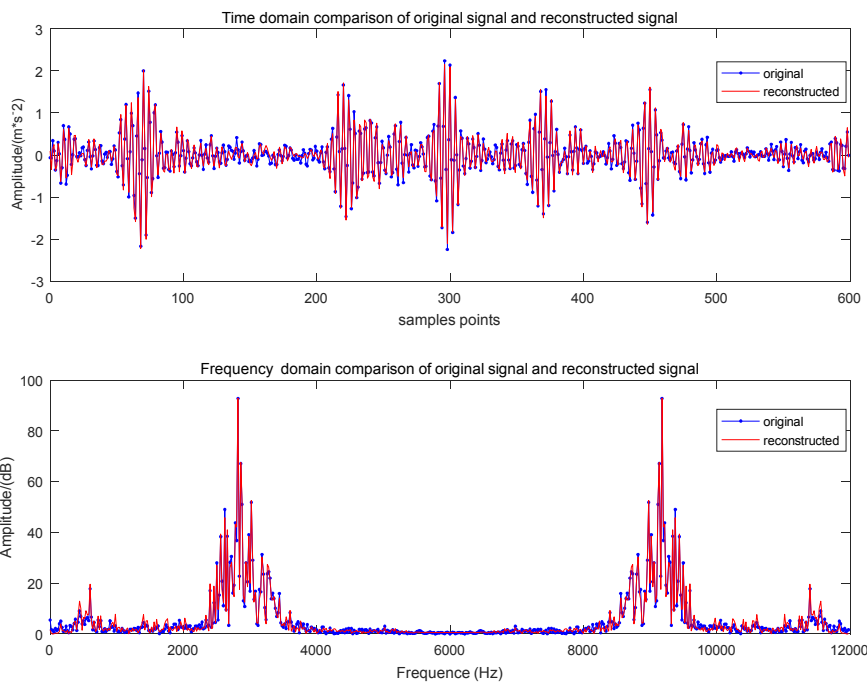 Time domain comparison of original signal and reconstructed signal
3
2
1
0
-1
-2
-3
Amplitude/(m*s-2)
original
reconstructed
0
100
200
300
400
500
600
samples points
Frequency domain comparison of original signal and reconstructed signal
100
80
60
40
20
0
Amplitude/(dB)
original
reconstructed
0
2000
4000
6000
8000
10000
12000
Frequence (Hz)